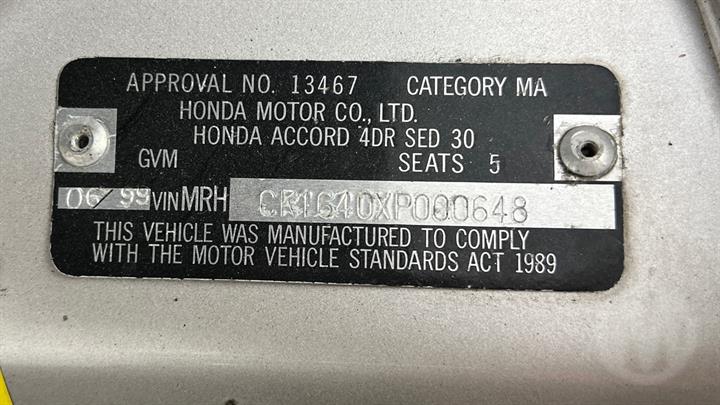 APPROVAL NO. 13467 CATEGORY MA
HONDA MOTOR CO., LTD.
HONDA ACCORD 4DR SED 30
GVM SEATS 5
06/99 VIN MRH CK1640XP000648
THIS VEHICLE WAS MANUFACTURED TO COMPLY
WITH THE MOTOR VEHICLE STANDARDS ACT 1989